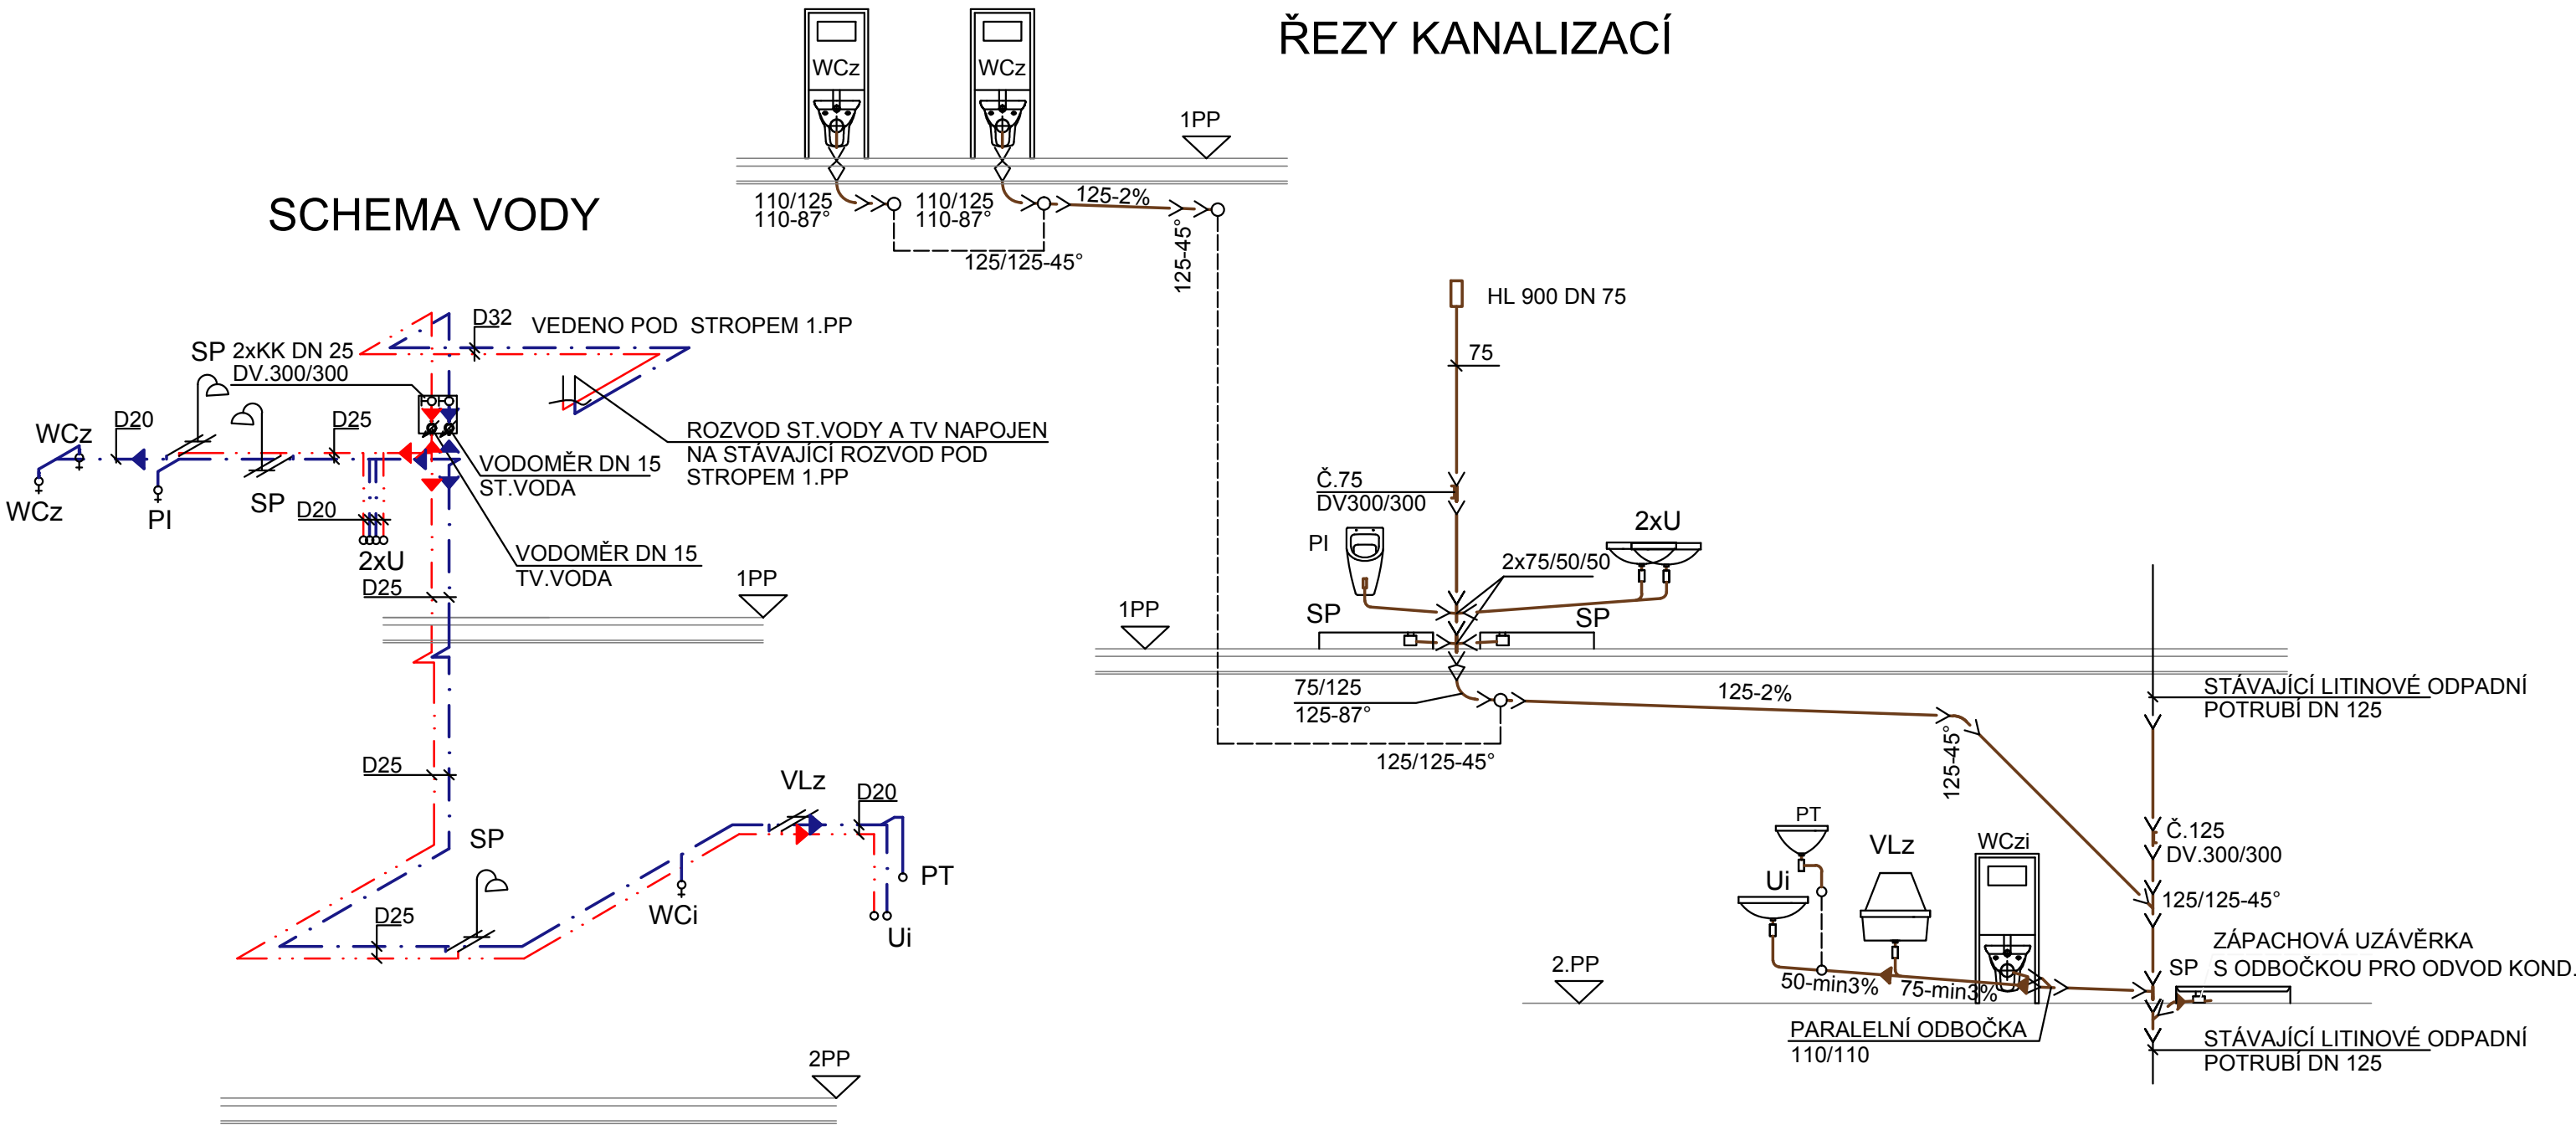 ŘEZY KANALIZACÍ
WCz
WCz
1PP
110/125
110-87°
110/125
110-87°
125-2%
125/125-45°
125-45°
SCHEMA VODY
D32
VEDENO POD STROPEM 1.PP
SP
2xKK DN 25
DV.300/300
D20
D25
WCz
WCz
PI
SP
D20
2xU
VODOMĚR DN 15
ST.VODA
ROZVOD ST.VODY A TV NAPOJEN
NA STÁVAJÍCÍ ROZVOD POD
STROPEM 1.PP
VODOMĚR DN 15
TV.VODA
D25
1PP
D25
SP
D25
WCi
VLz
D20
PT
Ui
2PP
HL 900 DN 75
75
Č.75
DV300/300
PI
2xU
2x75/50/50
SP
SP
1PP
75/125
125-87°
125-2%
125/125-45°
125-45°
STÁVAJÍCÍ LITINOVÉ ODPADNÍ
POTRUBÍ DN 125
Č.125
DV.300/300
125/125-45°
PT
Ui
VLz
WCzi
2.PP
50-min3%
75-min3%
PARALELNÍ ODBOČKA
110/110
SP
ZÁPACHOVÁ UZÁVĚRKA
S ODBOČKOU PRO ODVOD KOND.
STÁVAJÍCÍ LITINOVÉ ODPADNÍ
POTRUBÍ DN 125